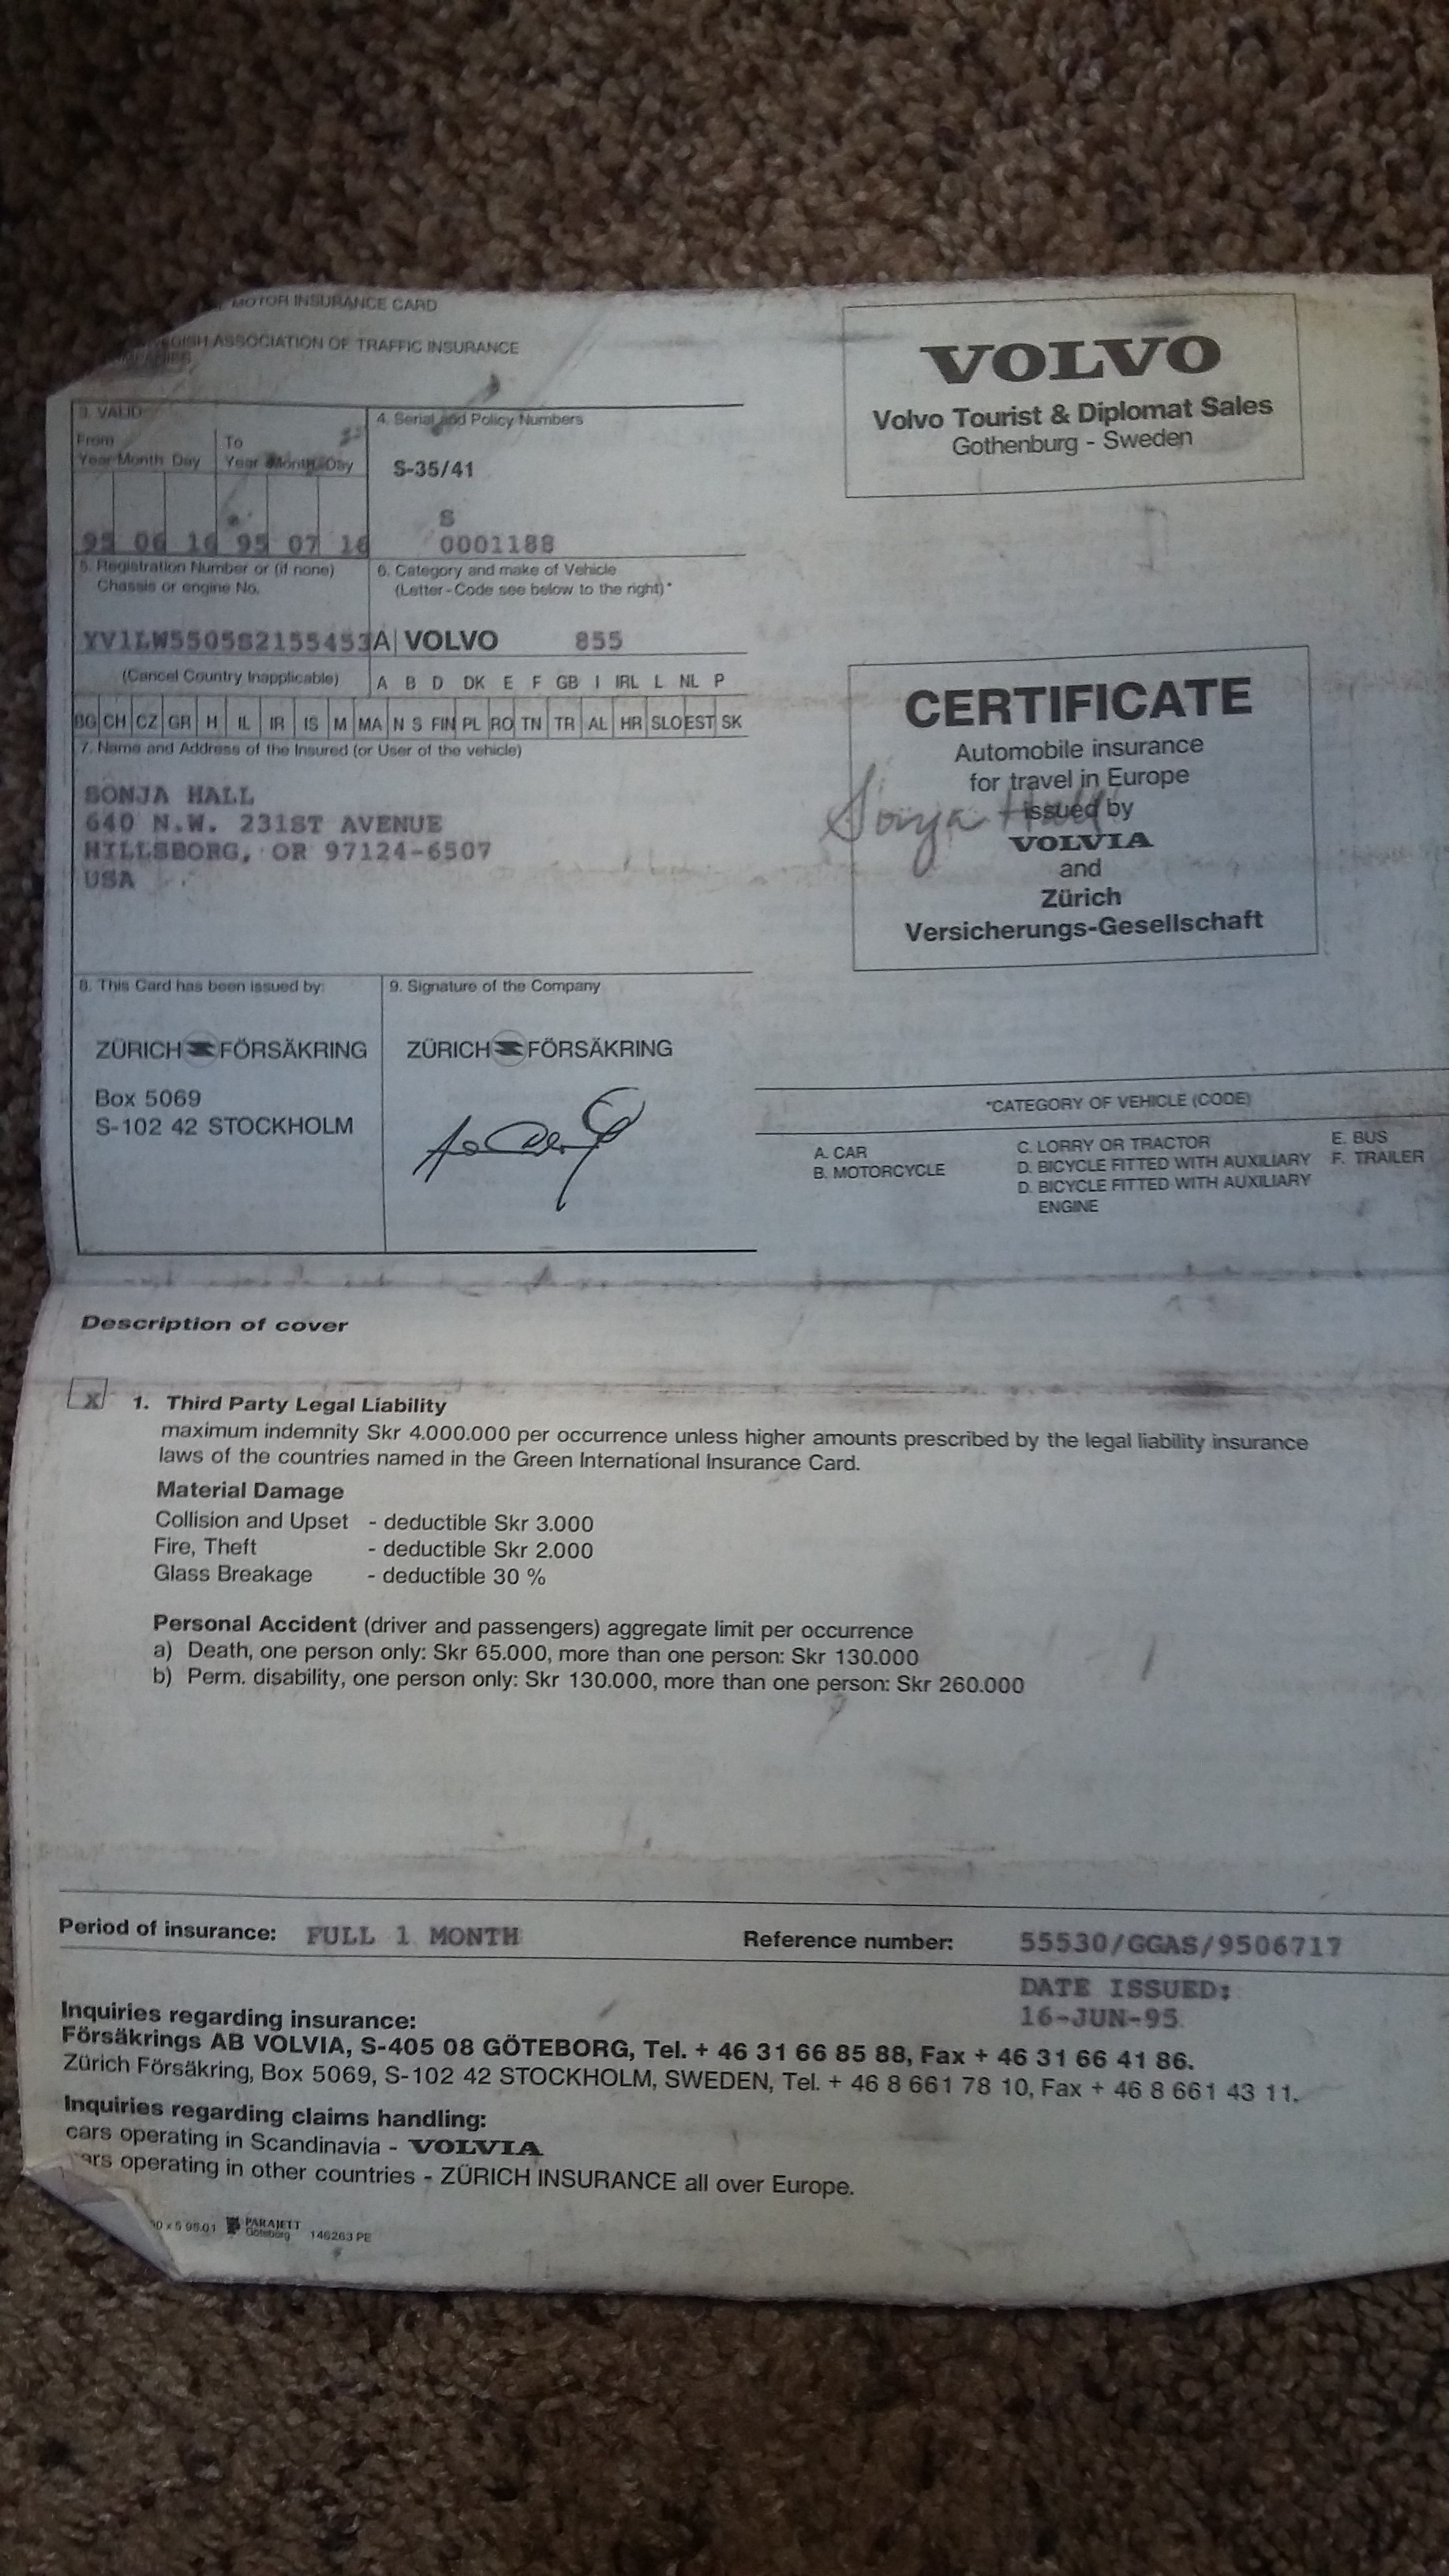 MOTOR INSURANCE CARD
ASSOCIATION OF TRAFFIC INSURANCE
VOLVO
Volvo Tourist & Diplomat Sales
Gothenburg - Sweden
3. VALID
From
To
Year Month Day
Year Month Day
95 06 16 95 07 16
4. Serial and Policy Numbers
S-35/41
S
0001188
5. Registration Number or (if none)
Chassis or engine No.
YV1LW5505S2155453
6. Category and make of Vehicle
(Letter-Code see below to the right)*
A VOLVO 855
(Cancel Country Inapplicable)
A B D DK E F GB I IRL L NL P
BG CH CZ GR H IL IR IS M MA N S FIN PL RO TN TR AL HR SLO EST SK
7. Name and Address of the Insured (or User of the vehicle)
SONJA HALL
640 N.W. 231ST AVENUE
HILLSBORG, OR 97124-6507
USA
CERTIFICATE
Automobile insurance
for travel in Europe
issued by
VOLVIA
and
Zürich
Versicherungs-Gesellschaft
Sonja Hall
8. This Card has been issued by:
ZÜRICH FÖRSÄKRING
Box 5069
S-102 42 STOCKHOLM
9. Signature of the Company
ZÜRICH FÖRSÄKRING
*CATEGORY OF VEHICLE (CODE)
A. CAR
B. MOTORCYCLE
C. LORRY OR TRACTOR
D. BICYCLE FITTED WITH AUXILIARY
D. BICYCLE FITTED WITH AUXILIARY
ENGINE
E. BUS
F. TRAILER
Description of cover
X 1. Third Party Legal Liability
maximum indemnity Skr 4.000.000 per occurrence unless higher amounts prescribed by the legal liability insurance
laws of the countries named in the Green International Insurance Card.
Material Damage
Collision and Upset - deductible Skr 3.000
Fire, Theft - deductible Skr 2.000
Glass Breakage - deductible 30 %
Personal Accident (driver and passengers) aggregate limit per occurrence
a) Death, one person only: Skr 65.000, more than one person: Skr 130.000
b) Perm. disability, one person only: Skr 130.000, more than one person: Skr 260.000
Period of insurance: FULL 1 MONTH
Reference number: 55530/GGAS/9506717
DATE ISSUED:
16-JUN-95
Inquiries regarding insurance:
Försäkrings AB VOLVIA, S-405 08 GÖTEBORG, Tel. + 46 31 66 85 88, Fax + 46 31 66 41 86.
Zürich Försäkring, Box 5069, S-102 42 STOCKHOLM, SWEDEN, Tel. + 46 8 661 78 10, Fax + 46 8 661 43 11.
Inquiries regarding claims handling:
cars operating in Scandinavia - VOLVIA
ars operating in other countries - ZÜRICH INSURANCE all over Europe.
x 5 95.01 PARAJETT
Göteborg
146263 PE